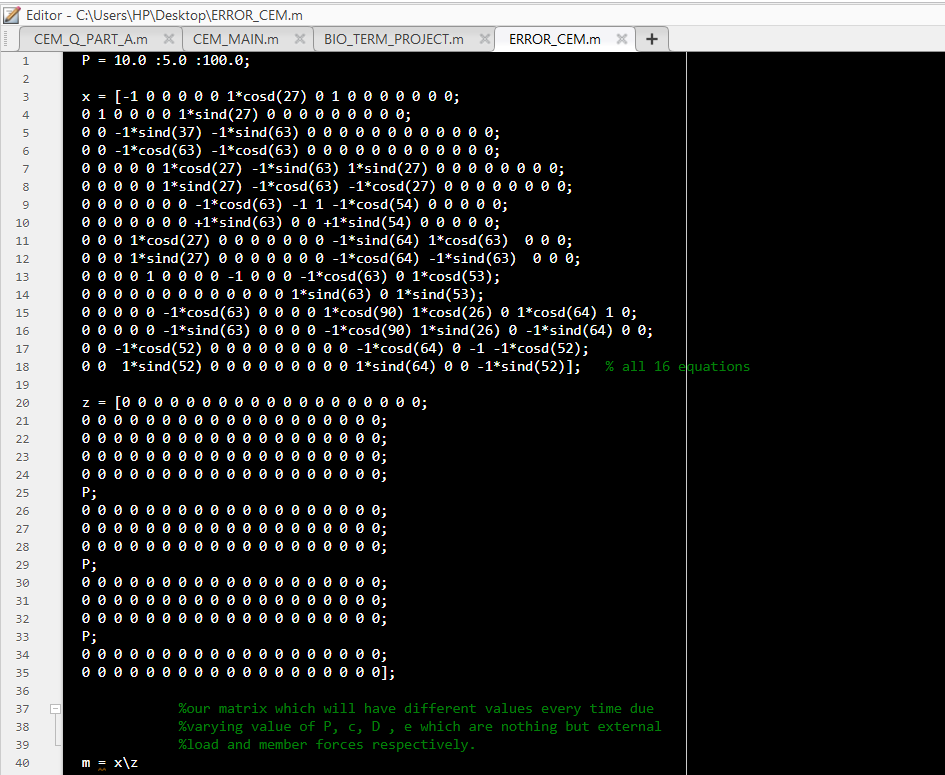 Editor - C:\Users\HP\Desktop\ERROR_CEM.m
CEM_Q_PART_A.m CEM_MAIN.m BIO_TERM_PROJECT.m ERROR_CEM.m
1 P = 10.0 :5.0 :100.0;
2
3 x = [-1 0 0 0 0 0 1*cosd(27) 0 1 0 0 0 0 0 0 0;
4 0 1 0 0 0 0 1*sind(27) 0 0 0 0 0 0 0 0 0;
5 0 0 -1*sind(37) -1*sind(63) 0 0 0 0 0 0 0 0 0 0 0 0;
6 0 0 -1*cosd(63) -1*cosd(63) 0 0 0 0 0 0 0 0 0 0 0 0;
7 0 0 0 0 0 1*cosd(27) -1*sind(63) 1*sind(27) 0 0 0 0 0 0 0 0;
8 0 0 0 0 0 1*sind(27) -1*cosd(63) -1*cosd(27) 0 0 0 0 0 0 0 0;
9 0 0 0 0 0 0 0 -1*cosd(63) -1 1 -1*cosd(54) 0 0 0 0 0;
10 0 0 0 0 0 0 0 +1*sind(63) 0 0 +1*sind(54) 0 0 0 0 0;
11 0 0 0 1*cosd(27) 0 0 0 0 0 0 0 -1*sind(64) 1*cosd(63)  0 0 0;
12 0 0 0 1*sind(27) 0 0 0 0 0 0 0 -1*cosd(64) -1*sind(63)  0 0 0;
13 0 0 0 0 1 0 0 0 0 -1 0 0 0 -1*cosd(63) 0 1*cosd(53);
14 0 0 0 0 0 0 0 0 0 0 0 0 0 1*sind(63) 0 1*sind(53);
15 0 0 0 0 0 -1*cosd(63) 0 0 0 0 1*cosd(90) 1*cosd(26) 0 1*cosd(64) 1 0;
16 0 0 0 0 0 -1*sind(63) 0 0 0 0 -1*cosd(90) 1*sind(26) 0 -1*sind(64) 0 0;
17 0 0 -1*cosd(52) 0 0 0 0 0 0 0 0 0 -1*cosd(64) 0 -1 -1*cosd(52);
18 0 0  1*sind(52) 0 0 0 0 0 0 0 0 0 1*sind(64) 0 0 -1*sind(52)];   % all 16 equations
19
20 z = [0 0 0 0 0 0 0 0 0 0 0 0 0 0 0 0 0 0 0;
21 0 0 0 0 0 0 0 0 0 0 0 0 0 0 0 0 0 0 0;
22 0 0 0 0 0 0 0 0 0 0 0 0 0 0 0 0 0 0 0;
23 0 0 0 0 0 0 0 0 0 0 0 0 0 0 0 0 0 0 0;
24 0 0 0 0 0 0 0 0 0 0 0 0 0 0 0 0 0 0 0;
25 P;
26 0 0 0 0 0 0 0 0 0 0 0 0 0 0 0 0 0 0 0;
27 0 0 0 0 0 0 0 0 0 0 0 0 0 0 0 0 0 0 0;
28 0 0 0 0 0 0 0 0 0 0 0 0 0 0 0 0 0 0 0;
29 P;
30 0 0 0 0 0 0 0 0 0 0 0 0 0 0 0 0 0 0 0;
31 0 0 0 0 0 0 0 0 0 0 0 0 0 0 0 0 0 0 0;
32 0 0 0 0 0 0 0 0 0 0 0 0 0 0 0 0 0 0 0;
33 P;
34 0 0 0 0 0 0 0 0 0 0 0 0 0 0 0 0 0 0 0;
35 0 0 0 0 0 0 0 0 0 0 0 0 0 0 0 0 0 0 0];
36
37 %our matrix which will have different values every time due
38 %varying value of P, c, D , e which are nothing but external
39 %load and member forces respectively.
40 m = x\z